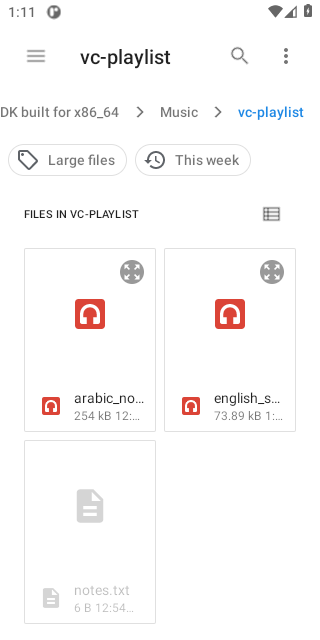 1:11
vc-playlist
DK built for x86_64 > Music > vc-playlist
Large files
This week
FILES IN VC-PLAYLIST
arabic_no…
254 kB 12:…
english_s…
73.89 kB 1:…
notes.txt
6 B 12:54…